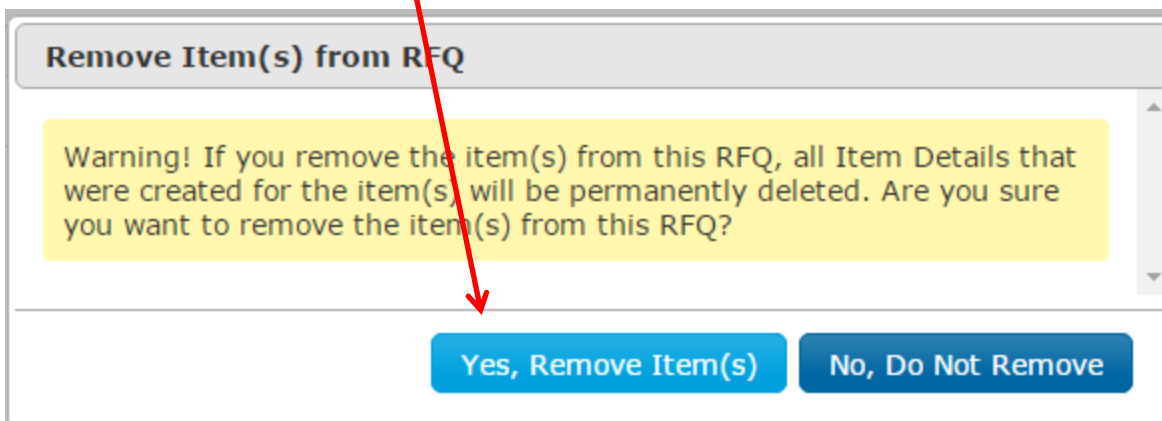 Remove Item(s) from RFQ
Warning! If you remove the item(s) from this RFQ, all Item Details that
were created for the item(s) will be permanently deleted. Are you sure
you want to remove the item(s) from this RFQ?
Yes, Remove Item(s)
No, Do Not Remove